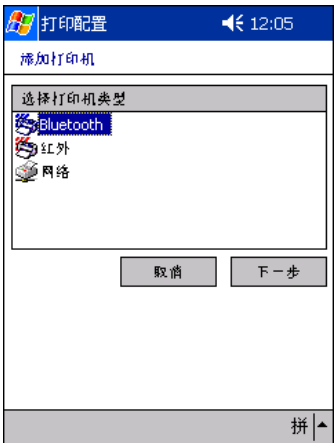 打印配置 12:05
添加打印机
选择打印机类型
Bluetooth
红外
网络
取消 下一步
拼